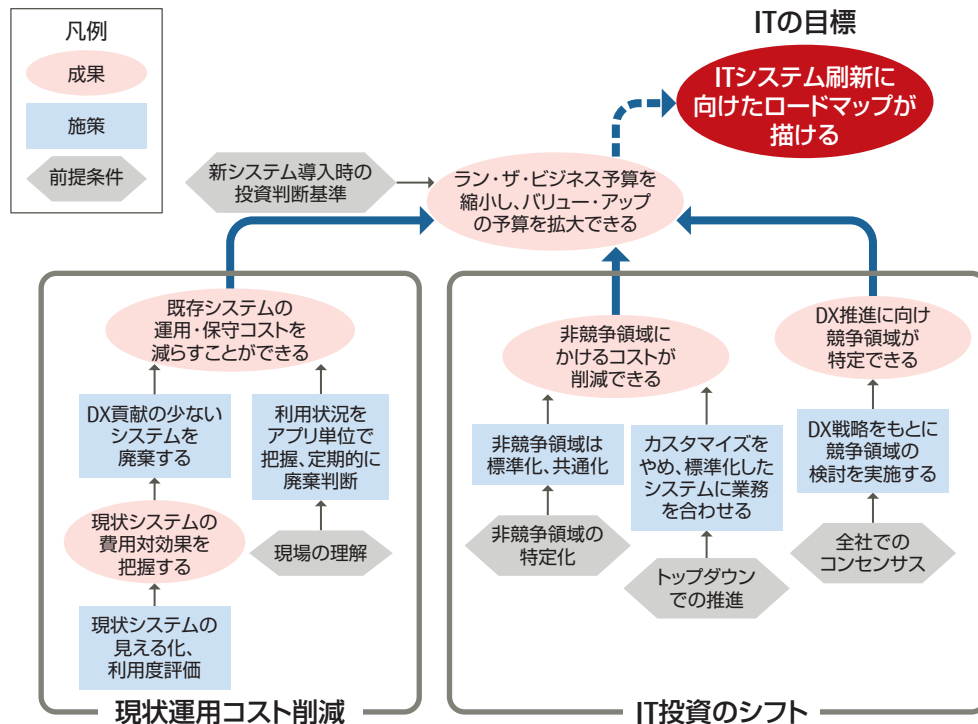 凡例
成果
施策
前提条件
ITの目標
ITシステム刷新に
向けたロードマップが
描ける
新システム導入時の
投資判断基準
ラン・ザ・ビジネス予算を
縮小し、バリュー・アップ
の予算を拡大できる
既存システムの
運用・保守コストを
減らすことができる
DX貢献の少ない
システムを
廃棄する
利用状況を
アプリ単位で
把握、定期的に
廃棄判断
現状システムの
費用対効果を
把握する
現場の理解
現状システムの
見える化、
利用度評価
現状運用コスト削減
非競争領域に
かけるコストが
削減できる
DX推進に向け
競争領域が
特定できる
非競争領域は
標準化、共通化
カスタマイズを
やめ、標準化した
システムに業務
を合わせる
DX戦略をもとに
競争領域の
検討を実施する
非競争領域の
特定化
トップダウン
での推進
全社での
コンセンサス
IT投資のシフト